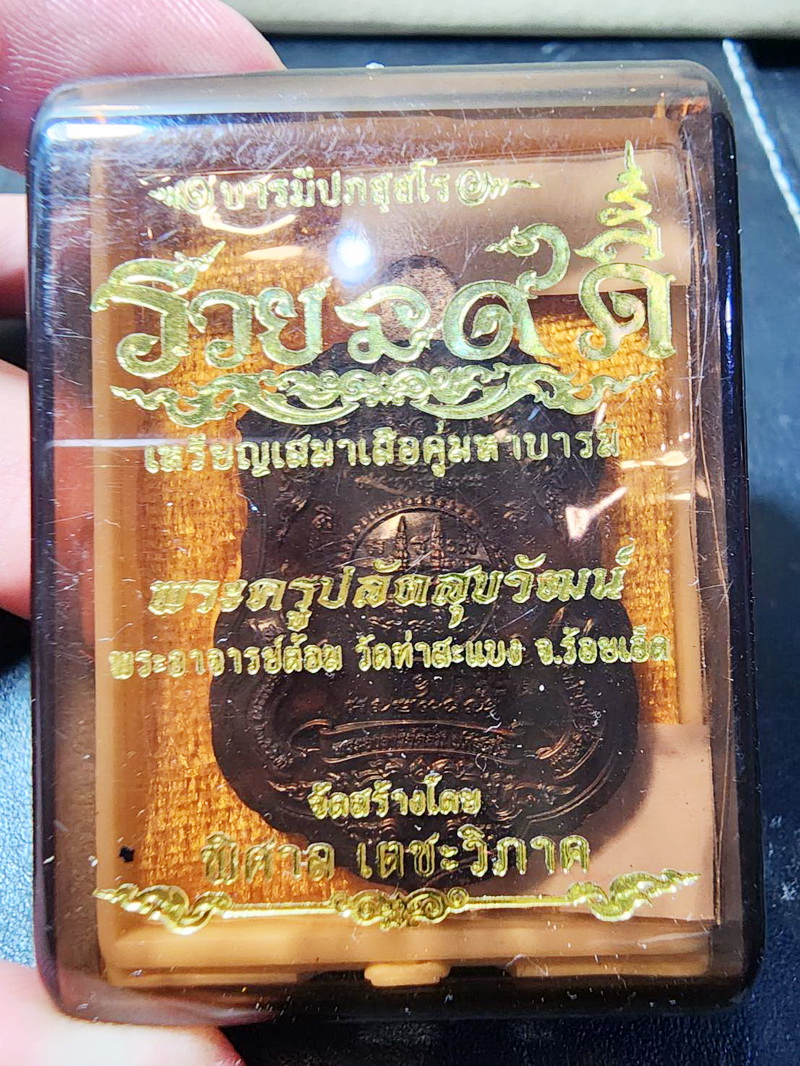 บารมีปภสฺสโร
รวย ๑๙ ดี
เหรียญเสมาเสือคู่มหาบารมี
พระครูปลัดสุขวัฒน์
พระอาจารย์ต้อม วัดท่าสะแบง จ.ร้อยเอ็ด
จัดสร้างโดย
พิศาล เตชะวิภาค